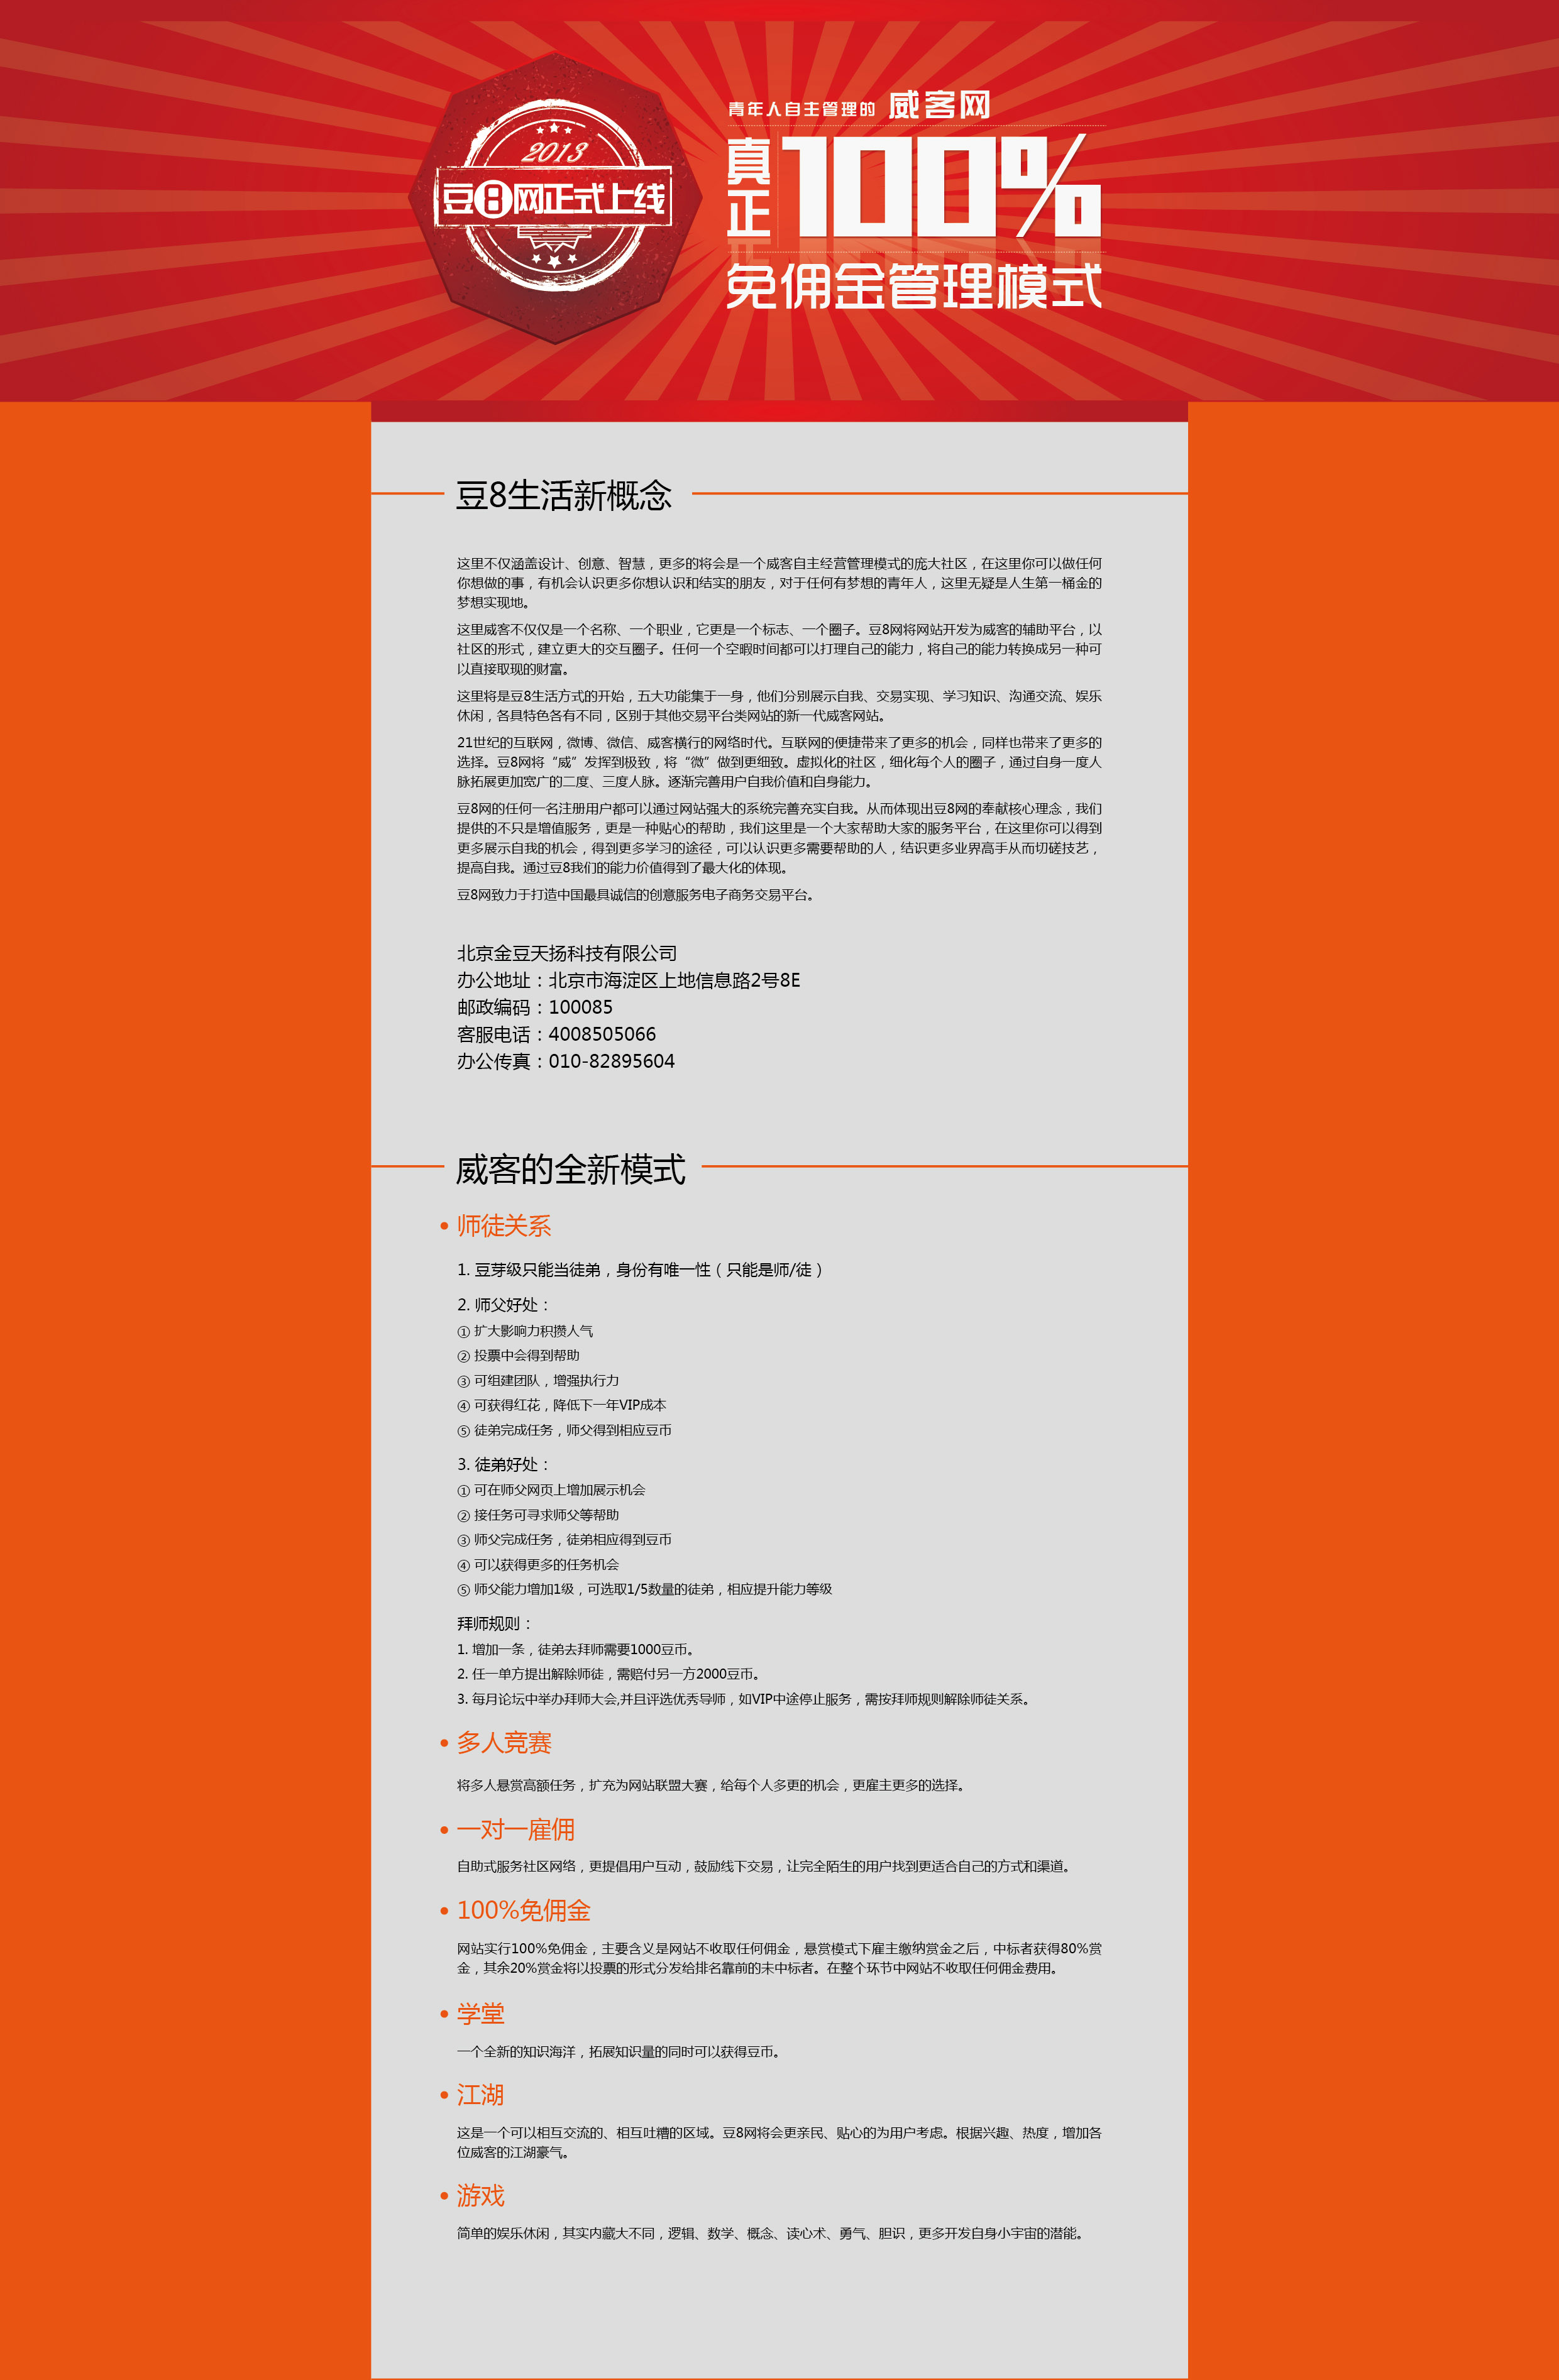 2013
豆8网正式上线
青年人自主管理的 威客网
真正100%
免佣金管理模式
豆8生活新概念
这里不仅涵盖设计、创意、智慧，更多的将会是一个威客自主经营管理模式的庞大社区，在这里你可以做任何
你想做的事，有机会认识更多你想认识和结实的朋友，对于任何有梦想的青年人，这里无疑是人生第一桶金的
梦想实现地。
这里威客不仅仅是一个名称、一个职业，它更是一个标志、一个圈子。豆8网将网站开发为威客的辅助平台，以
社区的形式，建立更大的交互圈子。任何一个空暇时间都可以打理自己的能力，将自己的能力转换成另一种可
以直接取现的财富。
这里将是豆8生活方式的开始，五大功能集于一身，他们分别展示自我、交易实现、学习知识、沟通交流、娱乐
休闲，各具特色各有不同，区别于其他交易平台类网站的新一代威客网站。
21世纪的互联网，微博、微信、威客横行的网络时代。互联网的便捷带来了更多的机会，同样也带来了更多的
选择。豆8网将“威”发挥到极致，将“微”做到更细致。虚拟化的社区，细化每个人的圈子，通过自身一度人
脉拓展更加宽广的二度、三度人脉。逐渐完善用户自我价值和自身能力。
豆8网的任何一名注册用户都可以通过网站强大的系统完善充实自我。从而体现出豆8网的奉献核心理念，我们
提供的不只是增值服务，更是一种贴心的帮助，我们这里是一个大家帮助大家的服务平台，在这里你可以得到
更多展示自我的机会，得到更多学习的途径，可以认识更多需要帮助的人，结识更多业界高手从而切磋技艺，
提高自我。通过豆8我们的能力价值得到了最大化的体现。
豆8网致力于打造中国最具诚信的创意服务电子商务交易平台。
北京金豆天扬科技有限公司
办公地址：北京市海淀区上地信息路2号8E
邮政编码：100085
客服电话：4008505066
办公传真：010-82895604
威客的全新模式
• 师徒关系
1. 豆芽级只能当徒弟，身份有唯一性（只能是师/徒）
2. 师父好处：
① 扩大影响力积攒人气
② 投票中会得到帮助
③ 可组建团队，增强执行力
④ 可获得红花，降低下一年VIP成本
⑤ 徒弟完成任务，师父得到相应豆币
3. 徒弟好处：
① 可在师父网页上增加展示机会
② 接任务可寻求师父等帮助
③ 师父完成任务，徒弟相应得到豆币
④ 可以获得更多的任务机会
⑤ 师父能力增加1级，可选取1/5数量的徒弟，相应提升能力等级
拜师规则：
1. 增加一条，徒弟去拜师需要1000豆币。
2. 任一单方提出解除师徒，需赔付另一方2000豆币。
3. 每月论坛中举办拜师大会,并且评选优秀导师，如VIP中途停止服务，需按拜师规则解除师徒关系。
• 多人竞赛
将多人悬赏高额任务，扩充为网站联盟大赛，给每个人多更的机会，更雇主更多的选择。
• 一对一雇佣
自助式服务社区网络，更提倡用户互动，鼓励线下交易，让完全陌生的用户找到更适合自己的方式和渠道。
• 100%免佣金
网站实行100%免佣金，主要含义是网站不收取任何佣金，悬赏模式下雇主缴纳赏金之后，中标者获得80%赏
金，其余20%赏金将以投票的形式分发给排名靠前的未中标者。在整个环节中网站不收取任何佣金费用。
• 学堂
一个全新的知识海洋，拓展知识量的同时可以获得豆币。
• 江湖
这是一个可以相互交流的、相互吐糟的区域。豆8网将会更亲民、贴心的为用户考虑。根据兴趣、热度，增加各
位威客的江湖豪气。
• 游戏
简单的娱乐休闲，其实内藏大不同，逻辑、数学、概念、读心术、勇气、胆识，更多开发自身小宇宙的潜能。